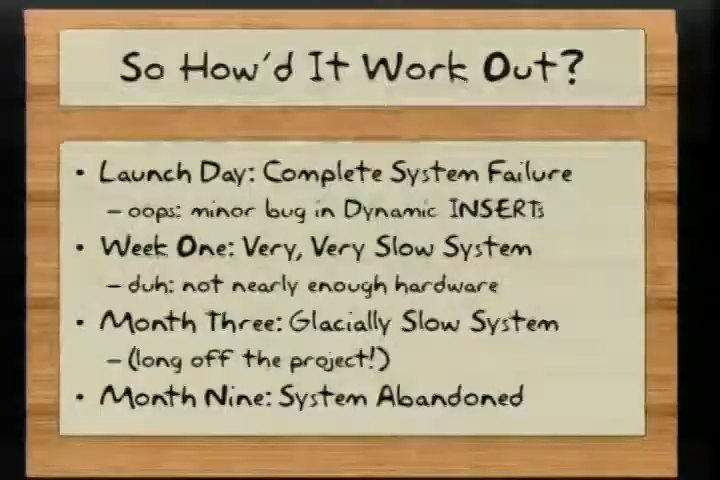 So How'd It Work Out?
• Launch Day: Complete System Failure
– oops: minor bug in Dynamic INSERTs
• Week One: Very, Very Slow System
– duh: not nearly enough hardware
• Month Three: Glacially Slow System
– (long off the project!)
• Month Nine: System Abandoned